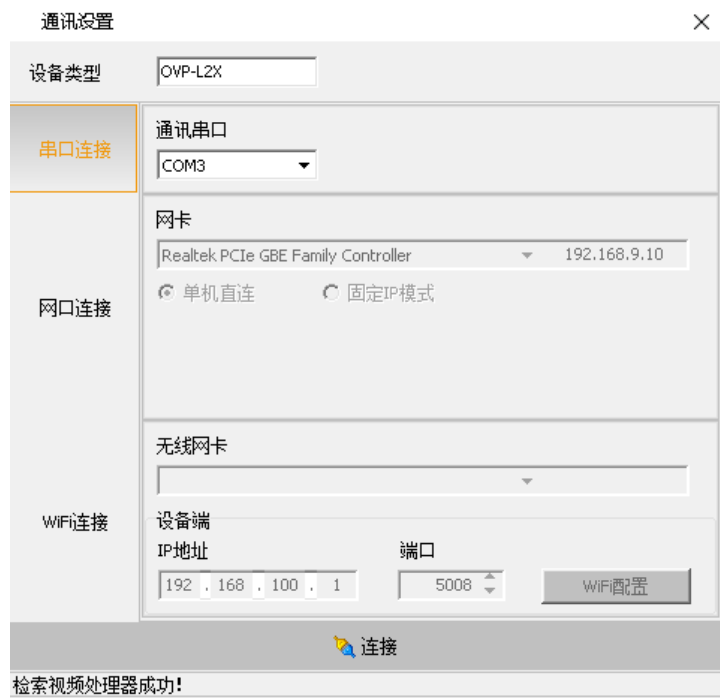 通讯设置
设备类型 OVP-L2X
串口连接
通讯串口
COM3
网口连接
网卡
Realtek PCIe GBE Family Controller 192.168.9.10
单机直连 固定IP模式
WiFi连接
无线网卡
设备端
IP地址 端口
192 . 168 . 100 . 1 5008 WiFi配置
连接
检索视频处理器成功!